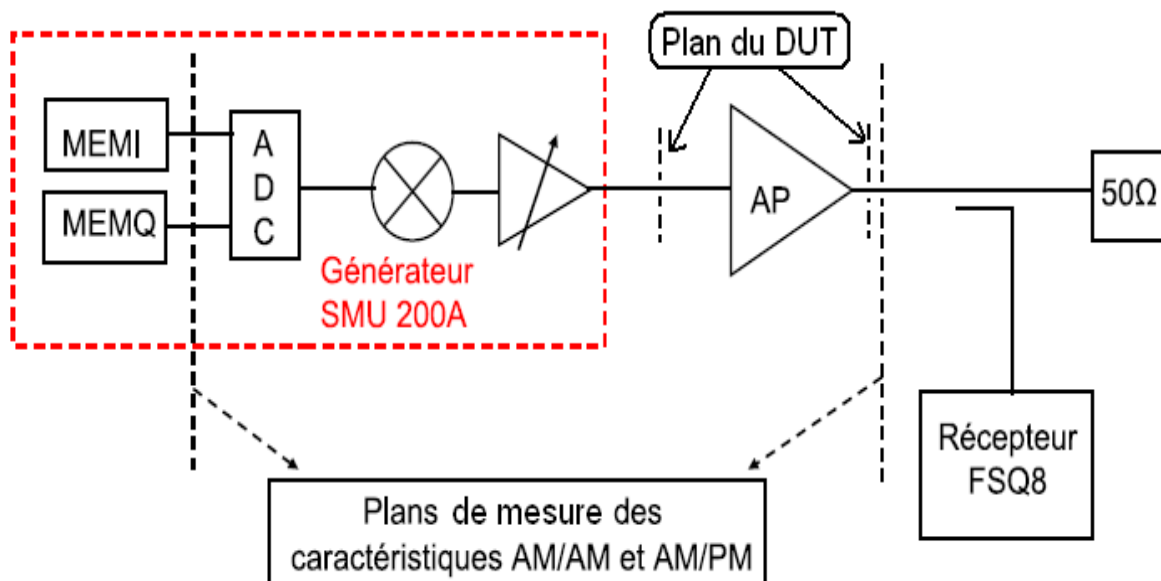 Plan du DUT
MEMI
MEMQ
A
D
C
AP
50Ω
Générateur
SMU 200A
Récepteur
FSQ8
Plans de mesure des
caractéristiques AM/AM et AM/PM